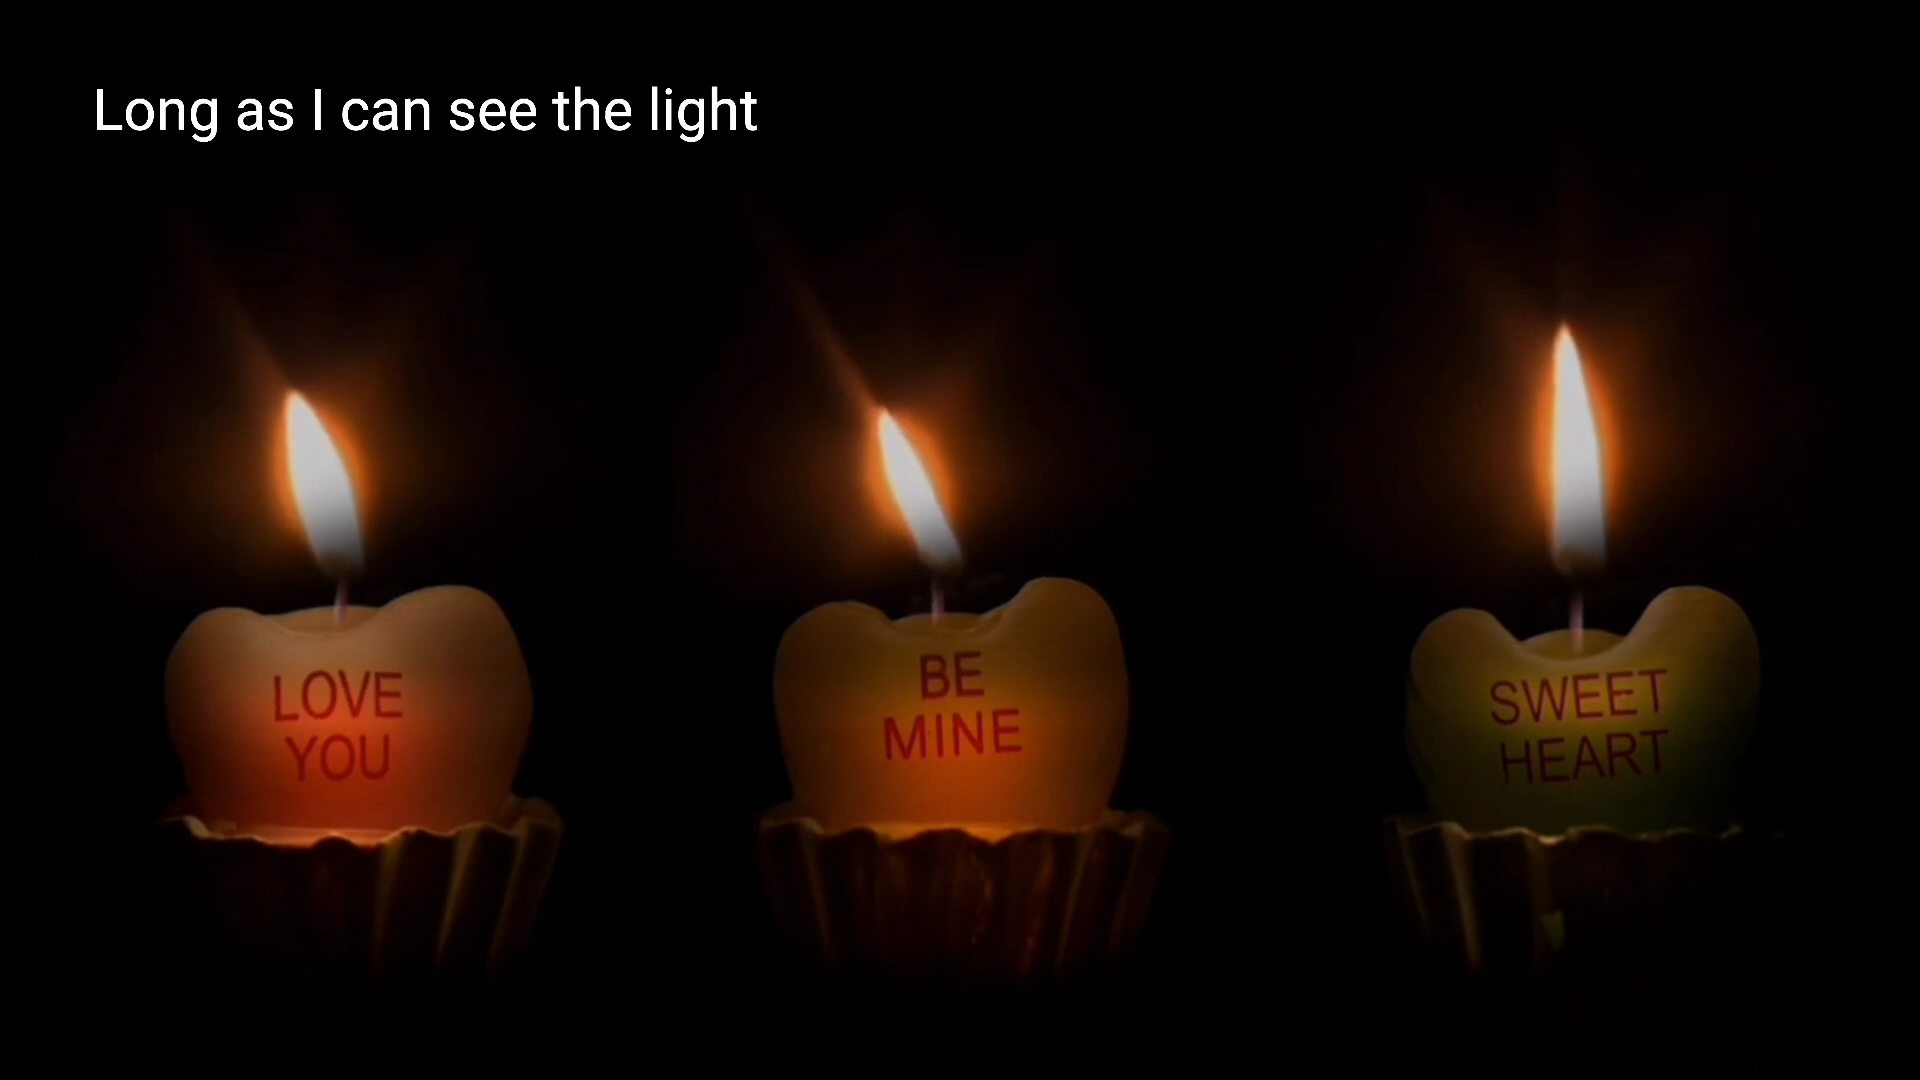 Long as I can see the light
LOVE
YOU
BE
MINE
SWEET
HEART